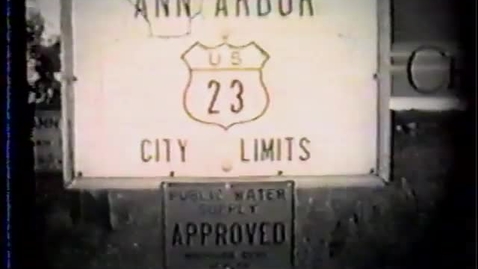 ANN ARBOR
US
23
CITY LIMITS
PUBLIC WATER
SUPPLY
APPROVED